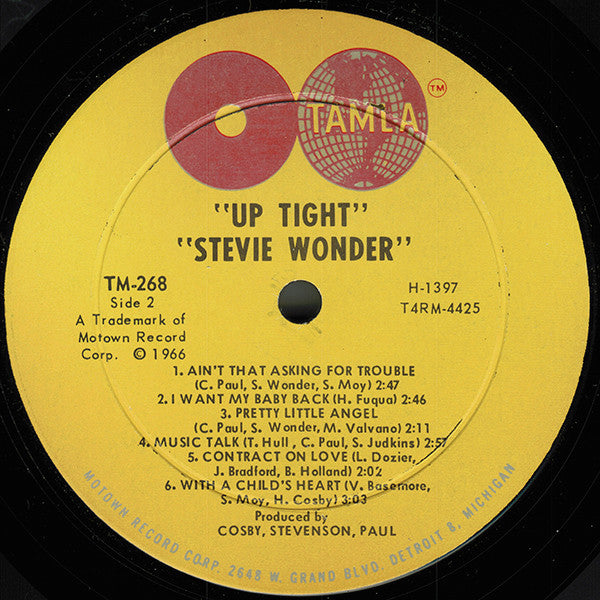 TAMLA TM
"UP TIGHT"
"STEVIE WONDER"
TM-268
Side 2
A Trademark of
Motown Record
Corp. © 1966
H-1397
T4RM-4425
1. AIN'T THAT ASKING FOR TROUBLE
(C. Paul, S. Wonder, S. Moy) 2:47
2. I WANT MY BABY BACK (H. Fuqua) 2:46
3. PRETTY LITTLE ANGEL
(C. Paul, S. Wonder, M. Valvano) 2:11
4. MUSIC TALK (T. Hull , C. Paul, S. Judkins) 2:57
5. CONTRACT ON LOVE (L. Dozier,
J. Bradford, B. Holland) 2:02
6. WITH A CHILD'S HEART (V. Basemore,
S. Moy, H. Cosby) 3:03
Produced by
COSBY, STEVENSON, PAUL
MOTOWN RECORD CORP. 2648 W. GRAND BLVD. DETROIT 8, MICHIGAN